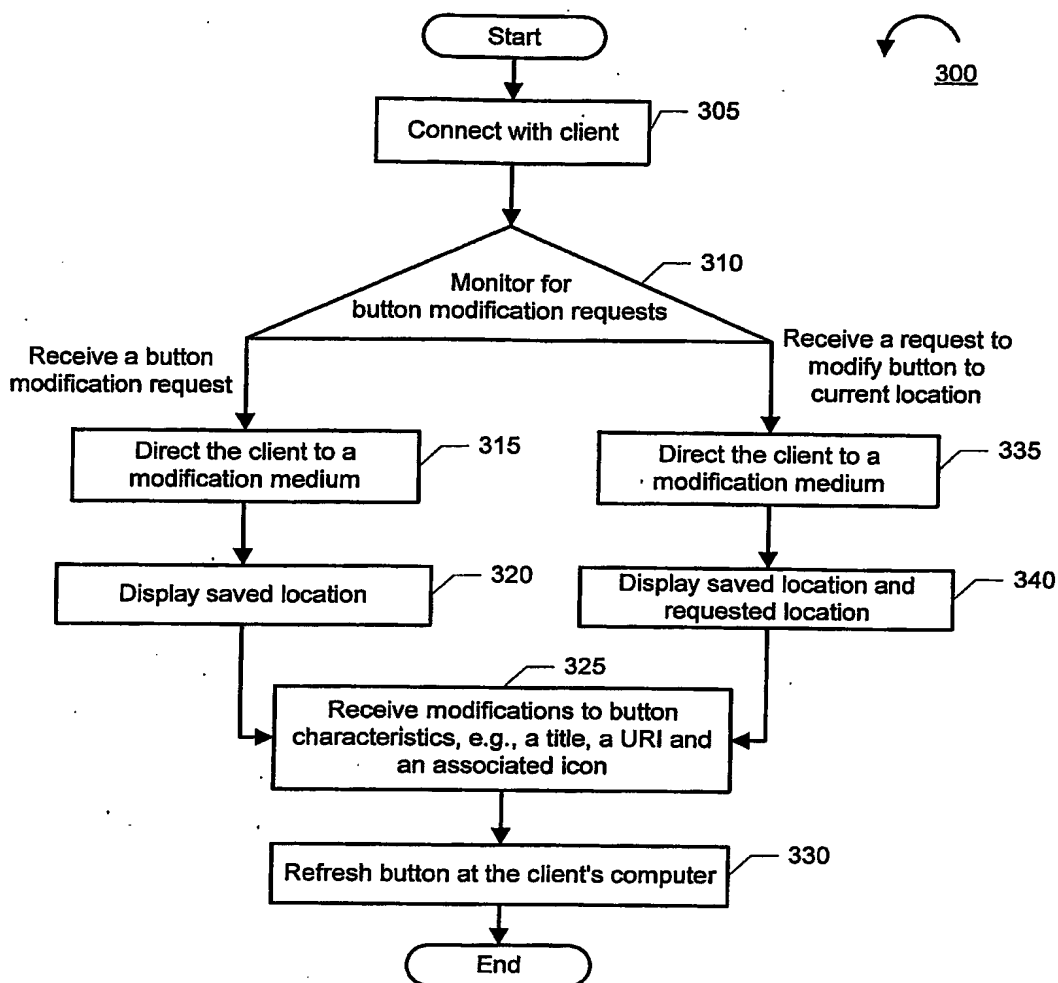 Start
300
Connect with client
305
310
Monitor for
button modification requests
Receive a button
modification request
Receive a request to
modify button to
current location
Direct the client to a
modification medium
315
Direct the client to a
modification medium
335
Display saved location
320
Display saved location and
requested location
340
325
Receive modifications to button
characteristics, e.g., a title, a URI and
an associated icon
Refresh button at the client's computer
330
End